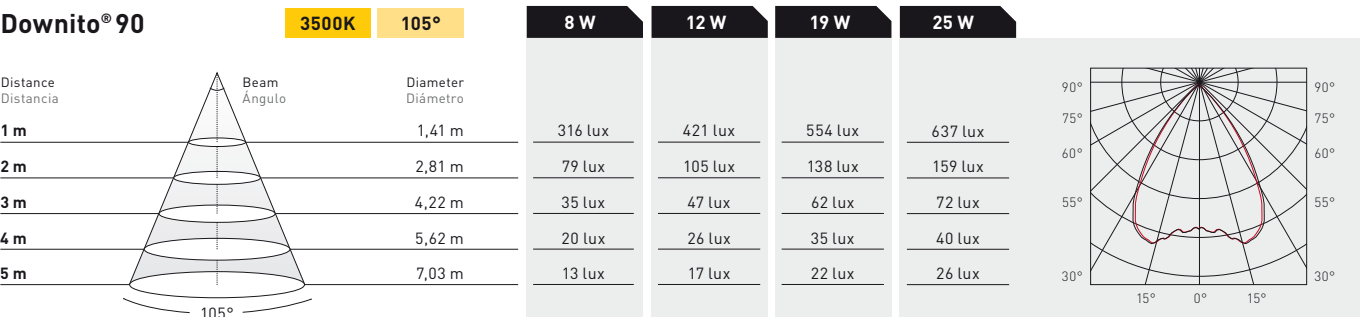 Downito® 90 3500K 105° 8 W 12 W 19 W 25 W
Distance Beam Diameter
Distancia Ángulo Diámetro
1 m 1,41 m 316 lux 421 lux 554 lux 637 lux
2 m 2,81 m 79 lux 105 lux 138 lux 159 lux
3 m 4,22 m 35 lux 47 lux 62 lux 72 lux
4 m 5,62 m 20 lux 26 lux 35 lux 40 lux
5 m 7,03 m 13 lux 17 lux 22 lux 26 lux
105°
90° 90°
75° 75°
60° 60°
55° 55°
30° 30°
15° 0° 15°